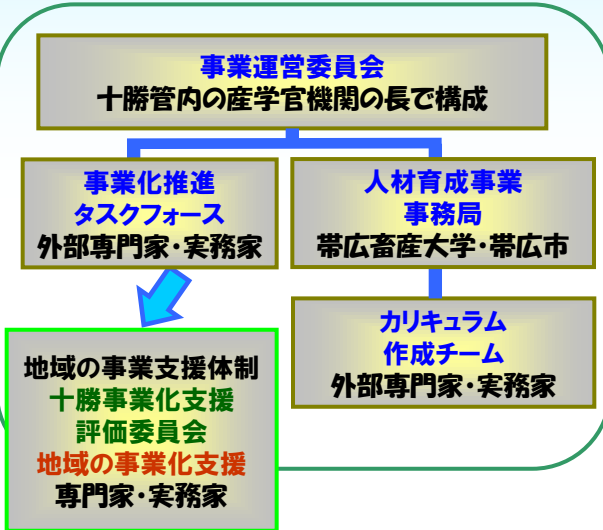 事業運営委員会
十勝管内の産学官機関の長で構成
事業化推進
タスクフォース
外部専門家・実務家
人材育成事業
事務局
帯広畜産大学・帯広市
カリキュラム
作成チーム
外部専門家・実務家
地域の事業支援体制
十勝事業化支援
評価委員会
地域の事業化支援
専門家・実務家